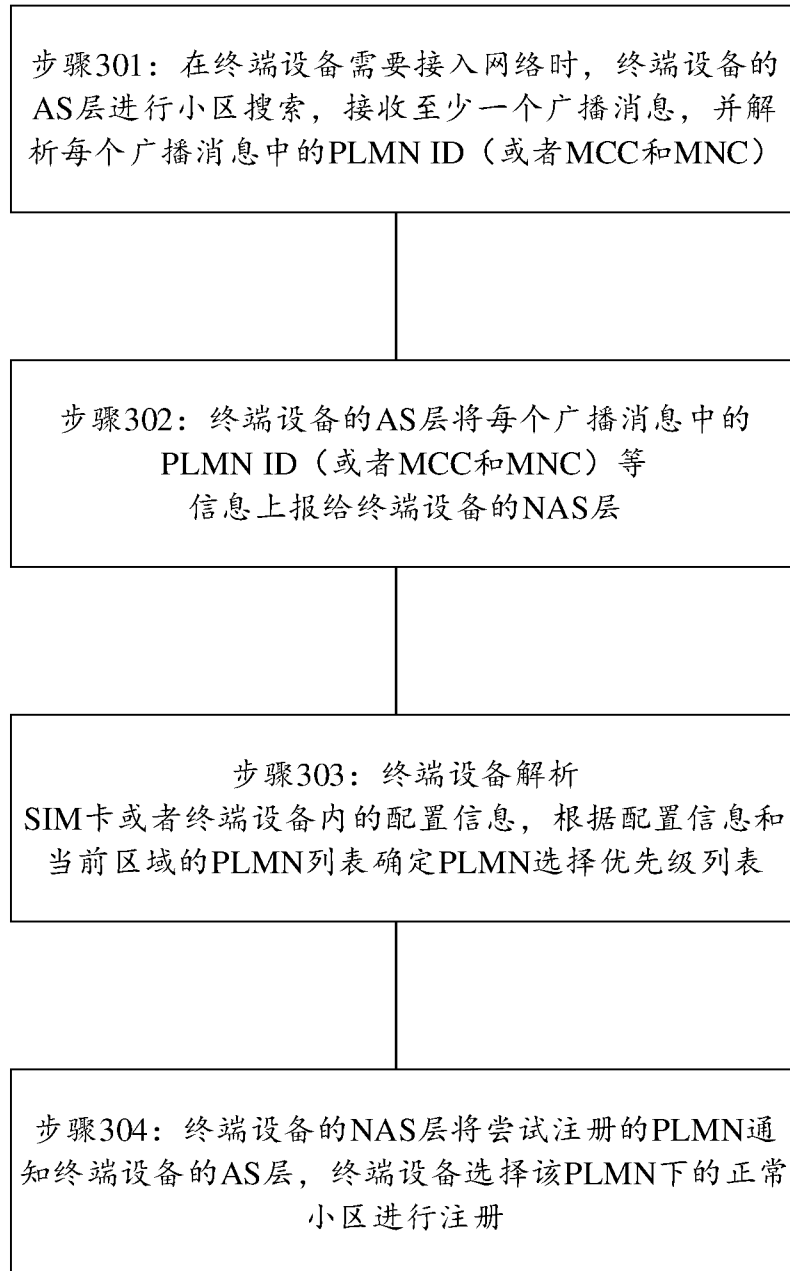 步骤301：在终端设备需要接入网络时，终端设备的
AS层进行小区搜索，接收至少一个广播消息，并解
析每个广播消息中的PLMN ID（或者MCC和MNC）
步骤302：终端设备的AS层将每个广播消息中的
PLMN ID（或者MCC和MNC）等
信息上报给终端设备的NAS层
步骤303：终端设备解析
SIM卡或者终端设备内的配置信息，根据配置信息和
当前区域的PLMN列表确定PLMN选择优先级列表
步骤304：终端设备的NAS层将尝试注册的PLMN通
知终端设备的AS层，终端设备选择该PLMN下的正常
小区进行注册